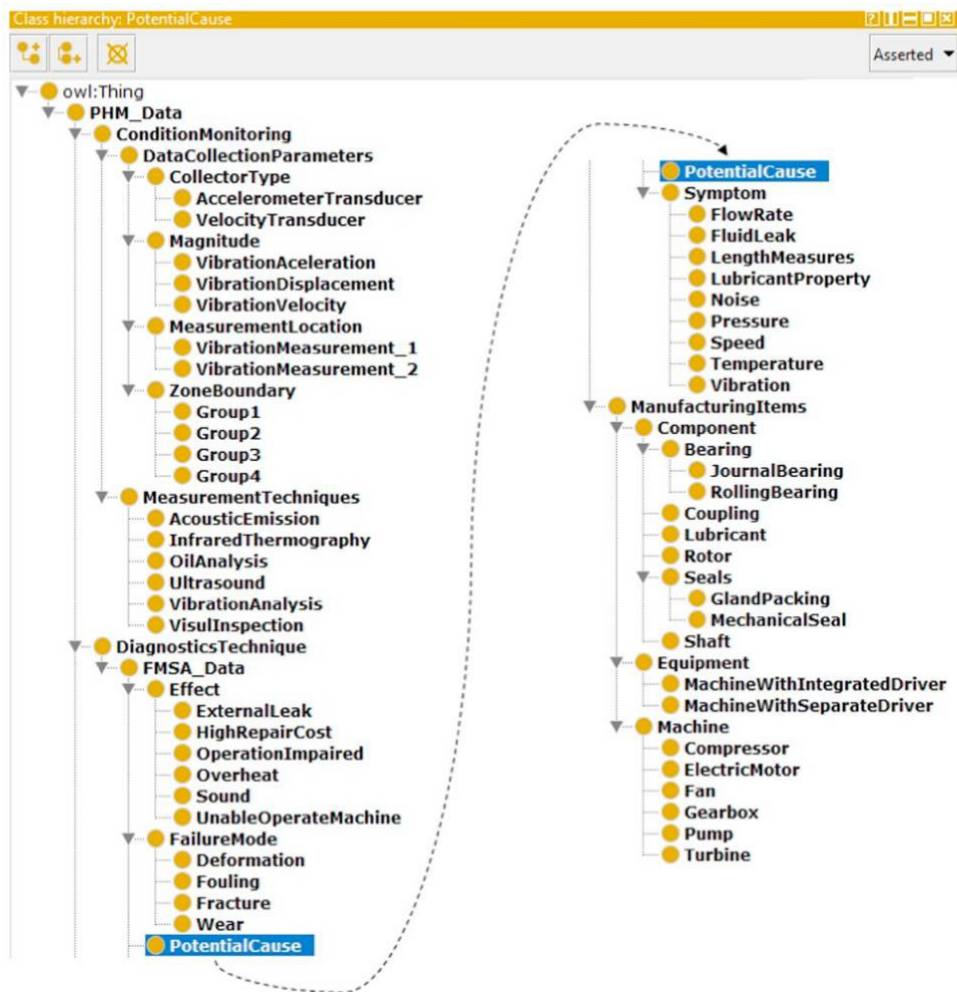 Class hierarchy: PotentialCause
Asserted
owl:Thing
PHM_Data
ConditionMonitoring
DataCollectionParameters
CollectorType
AccelerometerTransducer
VelocityTransducer
Magnitude
VibrationAceleration
VibrationDisplacement
VibrationVelocity
MeasurementLocation
VibrationMeasurement_1
VibrationMeasurement_2
ZoneBoundary
Group1
Group2
Group3
Group4
MeasurementTechniques
AcousticEmission
InfraredThermography
OilAnalysis
Ultrasound
VibrationAnalysis
VisulInspection
DiagnosticsTechnique
FMSA_Data
Effect
ExternalLeak
HighRepairCost
OperationImpaired
Overheat
Sound
UnableOperateMachine
FailureMode
Deformation
Fouling
Fracture
Wear
PotentialCause
PotentialCause
Symptom
FlowRate
FluidLeak
LengthMeasures
LubricantProperty
Noise
Pressure
Speed
Temperature
Vibration
ManufacturingItems
Component
Bearing
JournalBearing
RollingBearing
Coupling
Lubricant
Rotor
Seals
GlandPacking
MechanicalSeal
Shaft
Equipment
MachineWithIntegratedDriver
MachineWithSeparateDriver
Machine
Compressor
ElectricMotor
Fan
Gearbox
Pump
Turbine